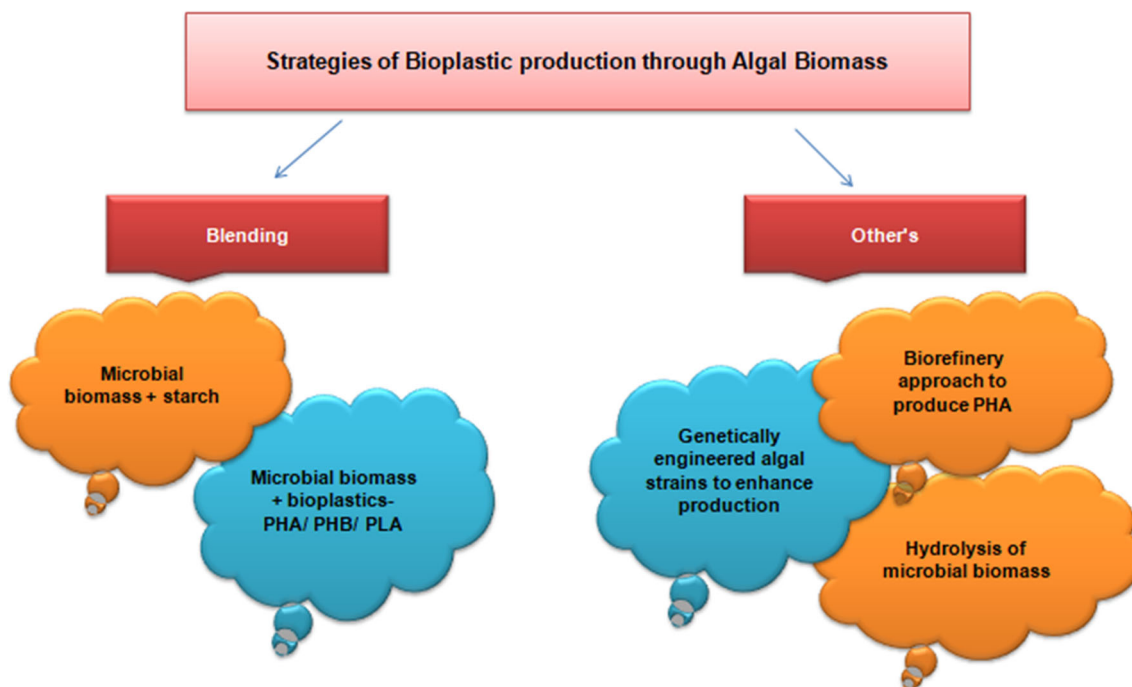 Strategies of Bioplastic production through Algal Biomass
Blending
Other's
Microbial
biomass + starch
Microbial biomass
+ bioplastics-
PHA/ PHB/ PLA
Genetically
engineered algal
strains to enhance
production
Biorefinery
approach to
produce PHA
Hydrolysis of
microbial biomass